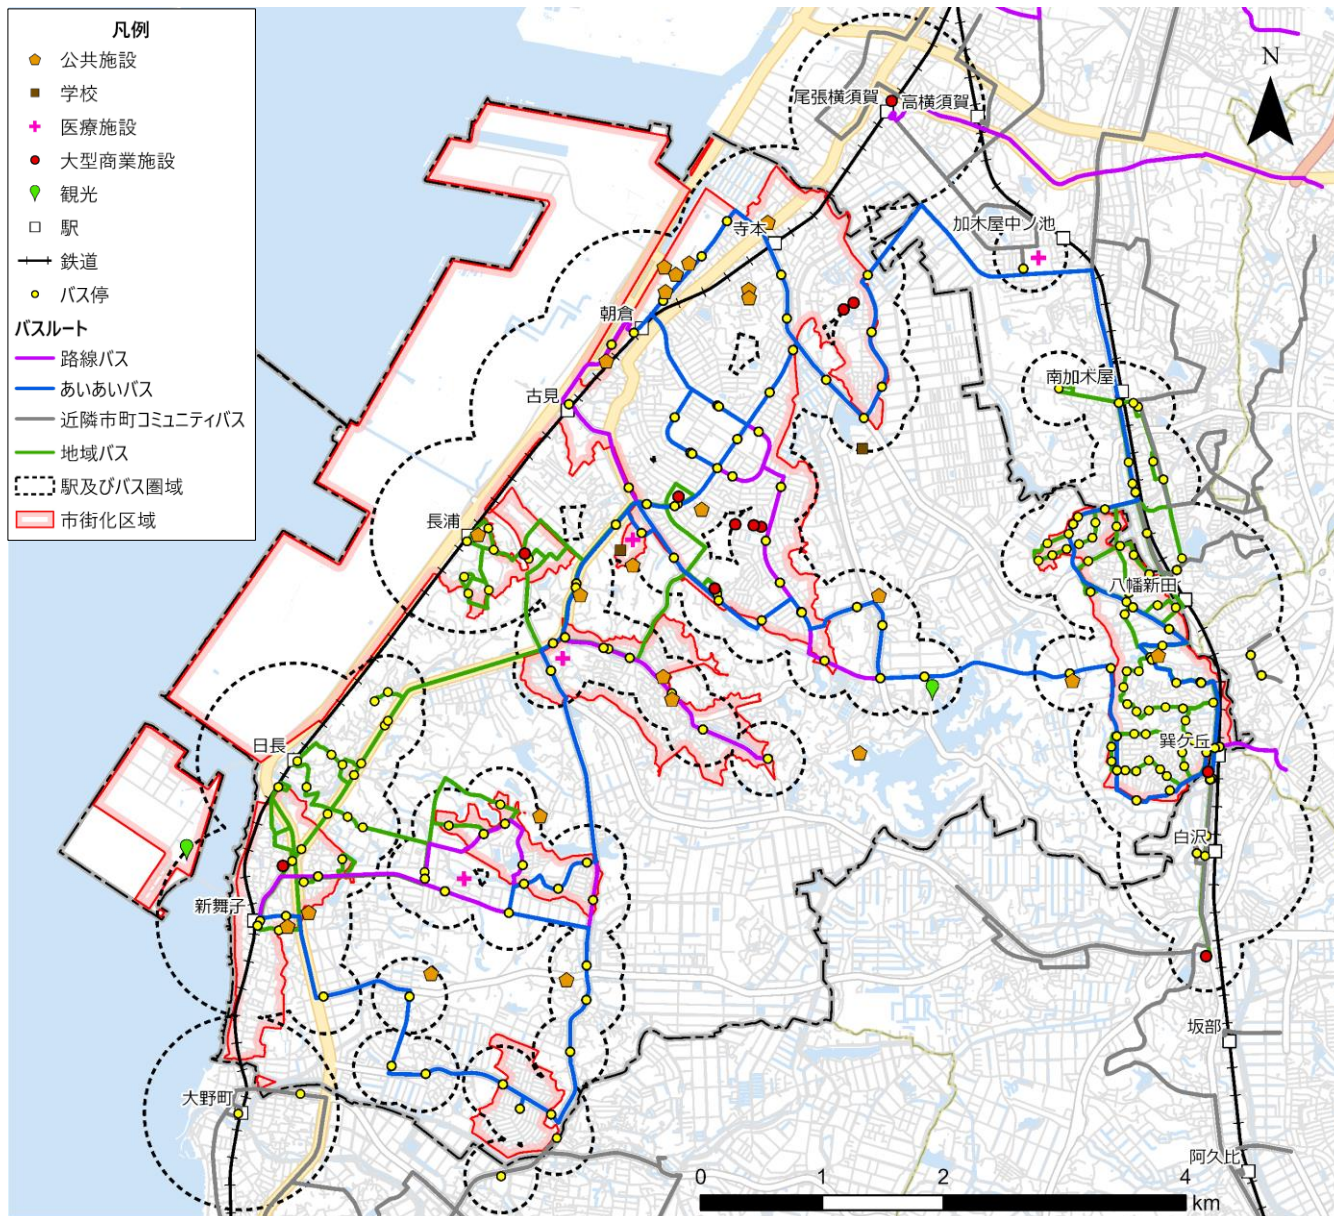 凡例
公共施設
学校
医療施設
大型商業施設
観光
駅
鉄道
バス停
バスルート
路線バス
あいあいバス
近隣市町コミュニティバス
地域バス
駅及びバス圏域
市街化区域
N
尾張横須賀
高横須賀
加木屋中ノ池
寺本
朝倉
南加木屋
古見
長浦
八幡新田
日長
巽ケ丘
白沢
新舞子
坂部
大野町
阿久比
0 1 2 4
km